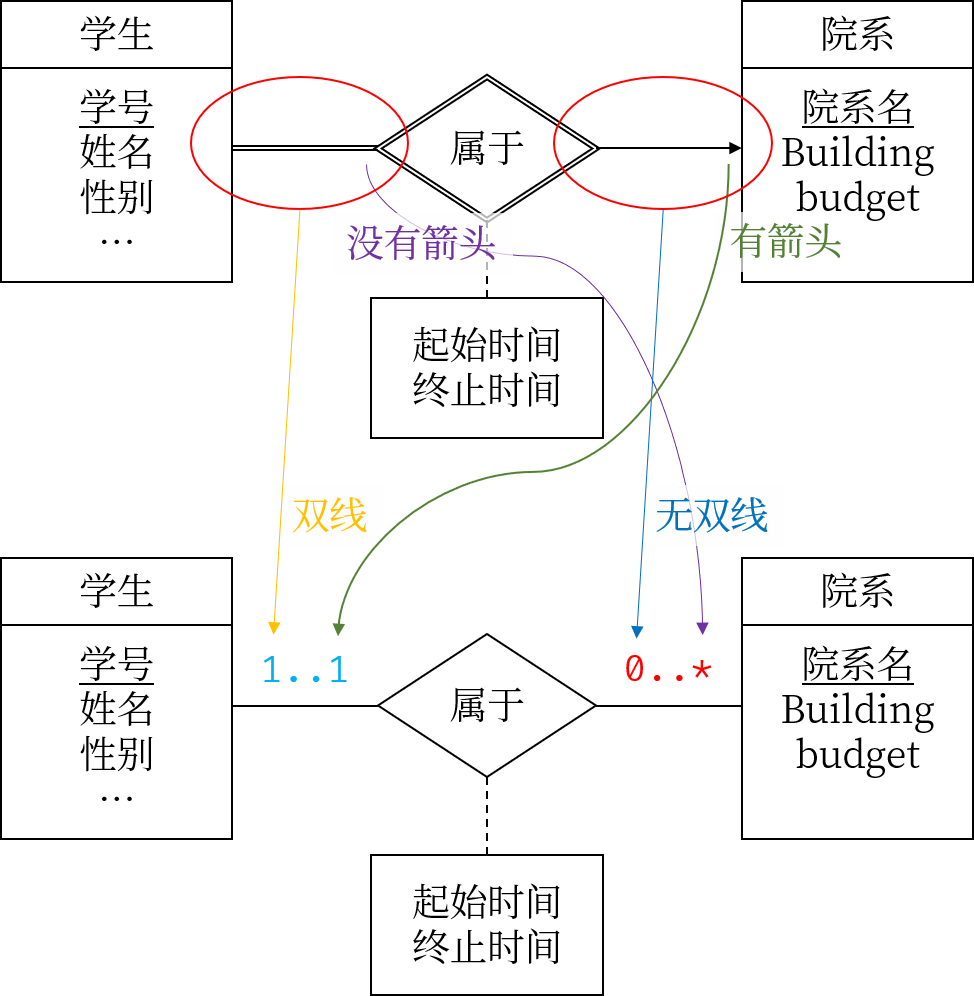 学生
院系
学号
姓名
性别
...
属于
院系名
Building
budget
没有箭头
有箭头
起始时间
终止时间
双线
无双线
学生
院系
1..1
0..*
学号
姓名
性别
...
属于
院系名
Building
budget
起始时间
终止时间